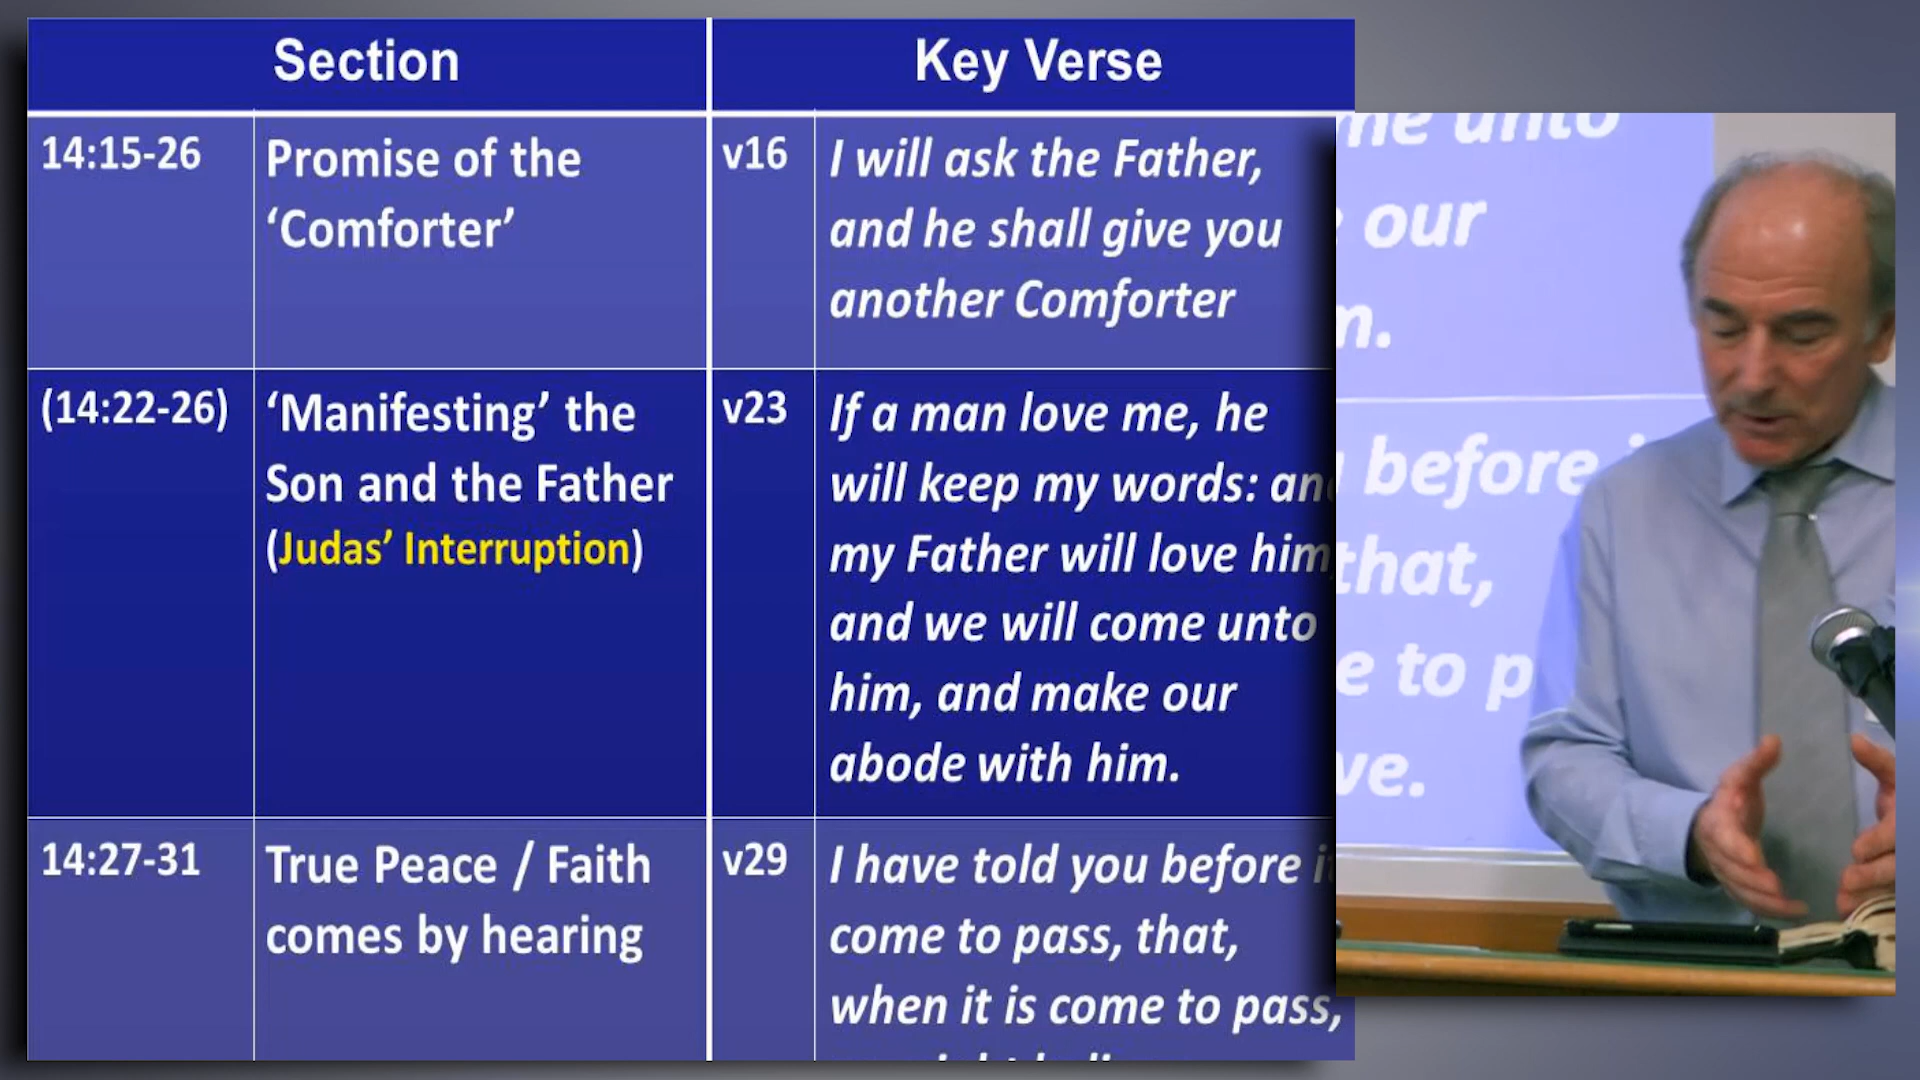 Section
Key Verse
14:15-26
Promise of the
‘Comforter’
v16
I will ask the Father,
and he shall give you
another Comforter
(14:22-26)
‘Manifesting’ the
Son and the Father
(Judas’ Interruption)
v23
If a man love me, he
will keep my words:
my Father will love him
and we will come unto
him, and make our
abode with him.
14:27-31
True Peace / Faith
comes by hearing
v29
I have told you before
come to pass, that,
when it is come to pass,
me unto
our
before
that,
to